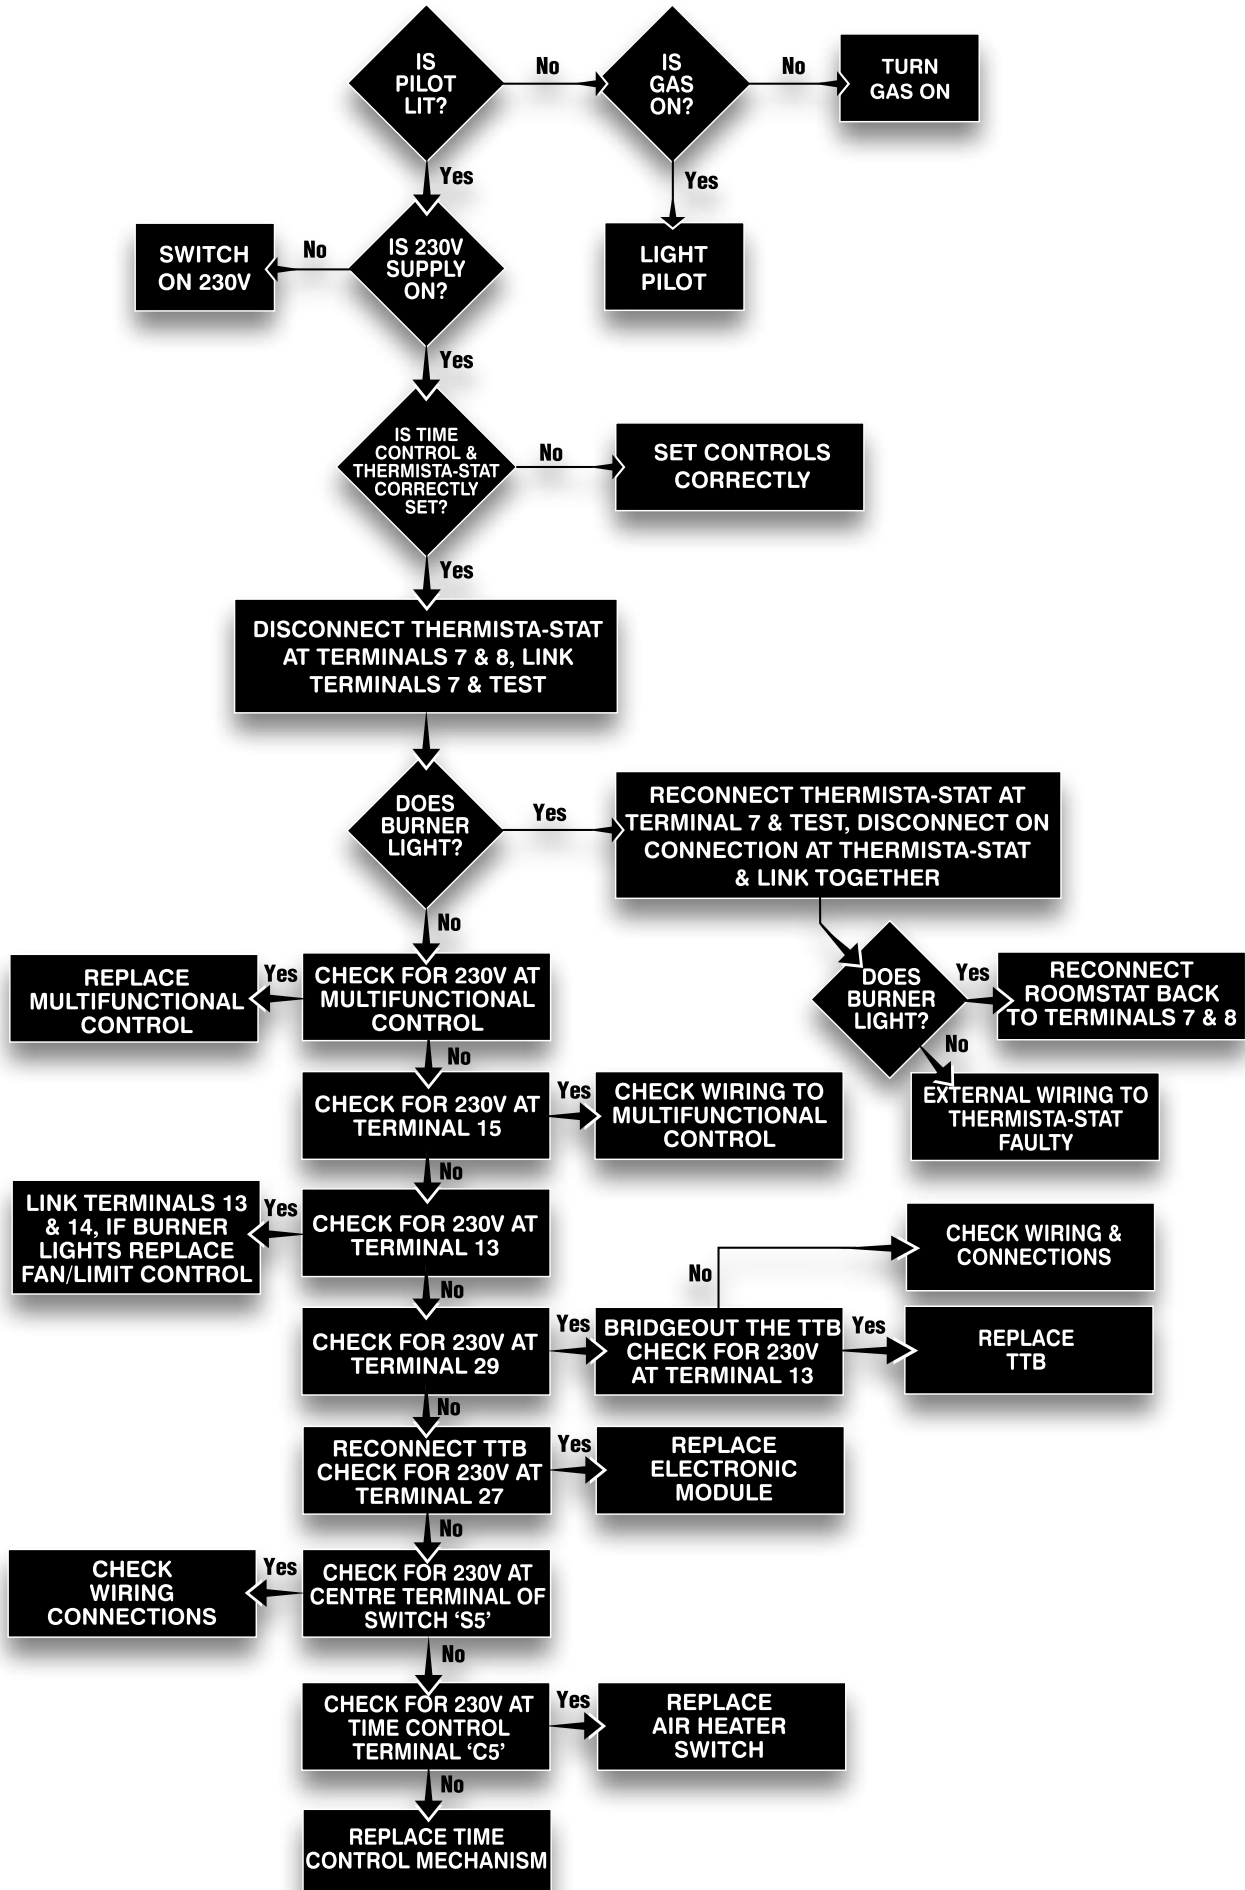 IS
PILOT
LIT?
No
IS
GAS
ON?
No
TURN
GAS ON
Yes
Yes
SWITCH
ON 230V
No
IS 230V
SUPPLY
ON?
LIGHT
PILOT
Yes
IS TIME
CONTROL &
THERMISTA-STAT
CORRECTLY
SET?
No
SET CONTROLS
CORRECTLY
Yes
DISCONNECT THERMISTA-STAT
AT TERMINALS 7 & 8, LINK
TERMINALS 7 & TEST
DOES
BURNER
LIGHT?
Yes
RECONNECT THERMISTA-STAT AT
TERMINAL 7 & TEST, DISCONNECT ON
CONNECTION AT THERMISTA-STAT
& LINK TOGETHER
No
DOES
BURNER
LIGHT?
Yes
RECONNECT
ROOMSTAT BACK
TO TERMINALS 7 & 8
No
EXTERNAL WIRING TO
THERMISTA-STAT
FAULTY
CHECK FOR 230V AT
MULTIFUNCTIONAL
CONTROL
Yes
REPLACE
MULTIFUNCTIONAL
CONTROL
No
CHECK FOR 230V AT
TERMINAL 15
Yes
CHECK WIRING TO
MULTIFUNCTIONAL
CONTROL
No
CHECK FOR 230V AT
TERMINAL 13
Yes
LINK TERMINALS 13
& 14, IF BURNER
LIGHTS REPLACE
FAN/LIMIT CONTROL
No
CHECK FOR 230V AT
TERMINAL 29
Yes
BRIDGEOUT THE TTB
CHECK FOR 230V
AT TERMINAL 13
No
CHECK WIRING &
CONNECTIONS
Yes
REPLACE
TTB
No
RECONNECT TTB
CHECK FOR 230V AT
TERMINAL 27
Yes
REPLACE
ELECTRONIC
MODULE
No
CHECK FOR 230V AT
CENTRE TERMINAL OF
SWITCH ‘S5’
Yes
CHECK
WIRING
CONNECTIONS
No
CHECK FOR 230V AT
TIME CONTROL
TERMINAL ‘C5’
Yes
REPLACE
AIR HEATER
SWITCH
No
REPLACE TIME
CONTROL MECHANISM